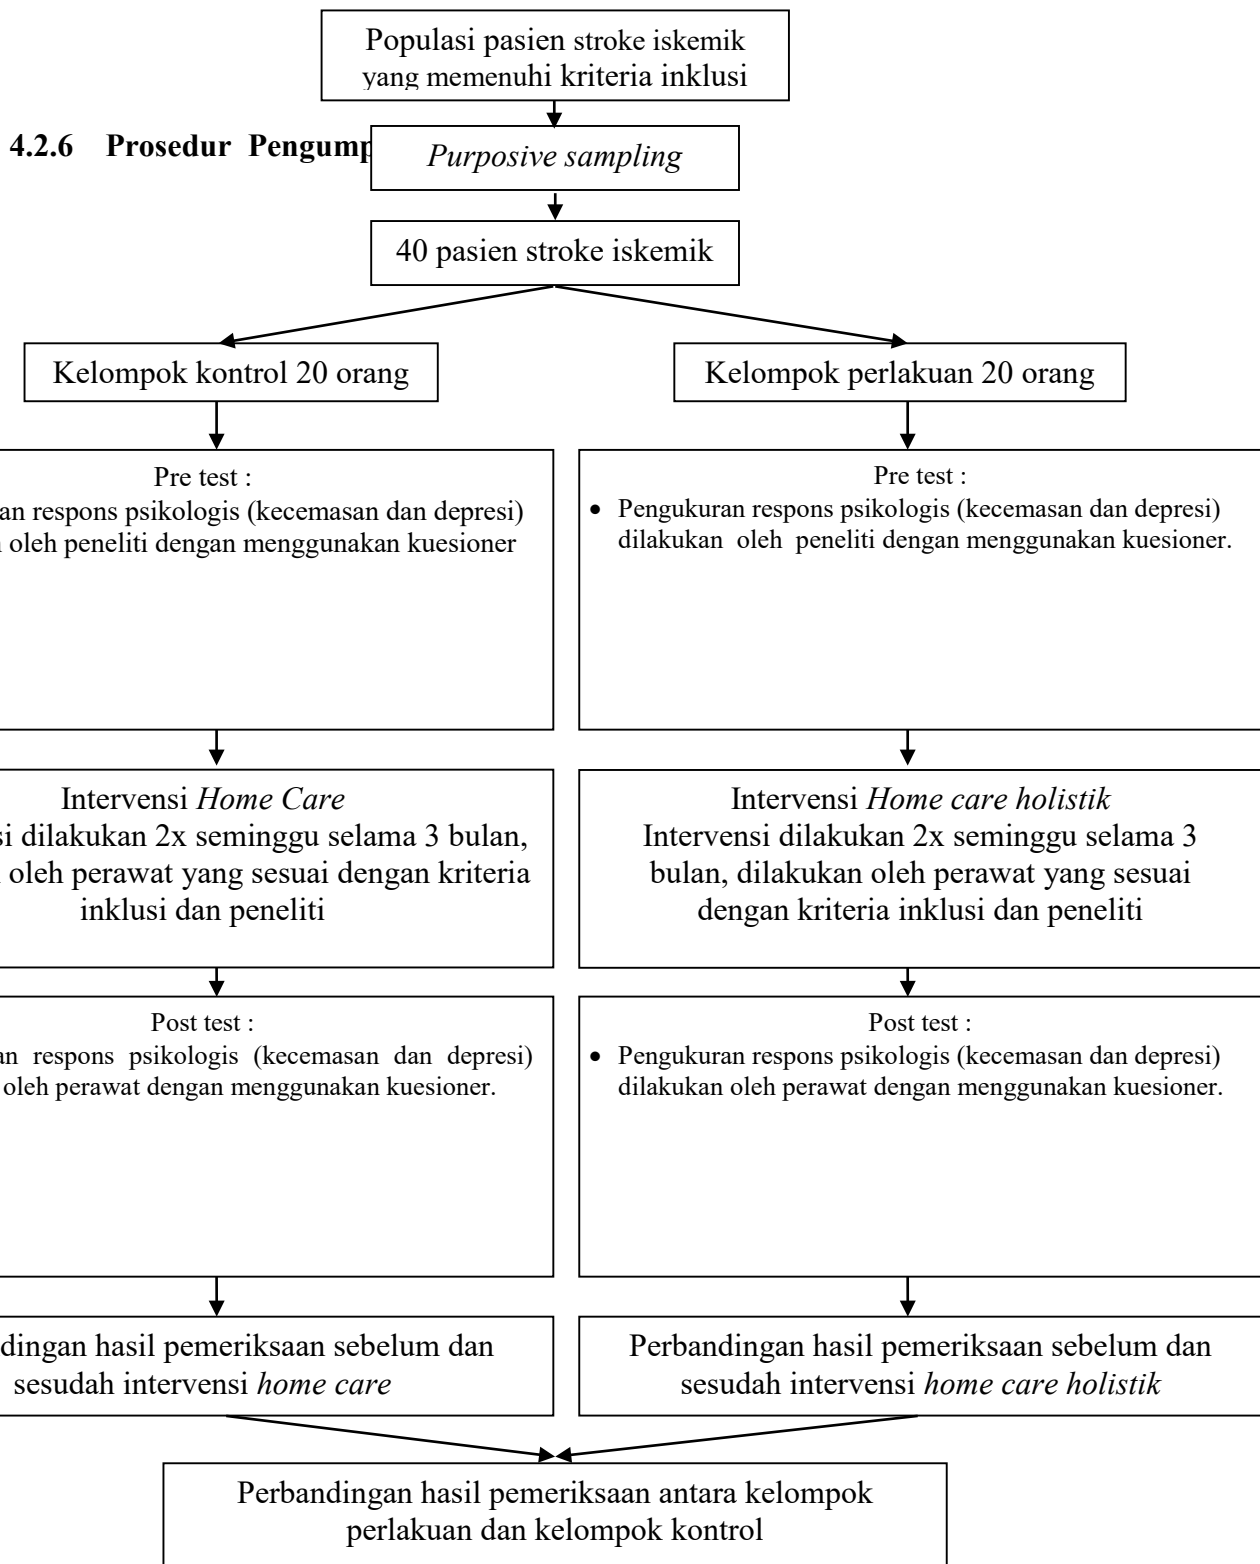 Populasi pasien stroke iskemik
yang memenuhi kriteria inklusi
4.2.6 Prosedur Pengump
Purposive sampling
40 pasien stroke iskemik
Kelompok kontrol 20 orang
Kelompok perlakuan 20 orang
Pre test :
an respons psikologis (kecemasan dan depresi)
oleh peneliti dengan menggunakan kuesioner
Pre test :
• Pengukuran respons psikologis (kecemasan dan depresi)
dilakukan oleh peneliti dengan menggunakan kuesioner.
Intervensi Home Care
si dilakukan 2x seminggu selama 3 bulan,
oleh perawat yang sesuai dengan kriteria
inklusi dan peneliti
Intervensi Home care holistik
Intervensi dilakukan 2x seminggu selama 3
bulan, dilakukan oleh perawat yang sesuai
dengan kriteria inklusi dan peneliti
Post test :
an respons psikologis (kecemasan dan depresi)
oleh perawat dengan menggunakan kuesioner.
Post test :
• Pengukuran respons psikologis (kecemasan dan depresi)
dilakukan oleh perawat dengan menggunakan kuesioner.
dingan hasil pemeriksaan sebelum dan
sesudah intervensi home care
Perbandingan hasil pemeriksaan sebelum dan
sesudah intervensi home care holistik
Perbandingan hasil pemeriksaan antara kelompok
perlakuan dan kelompok kontrol